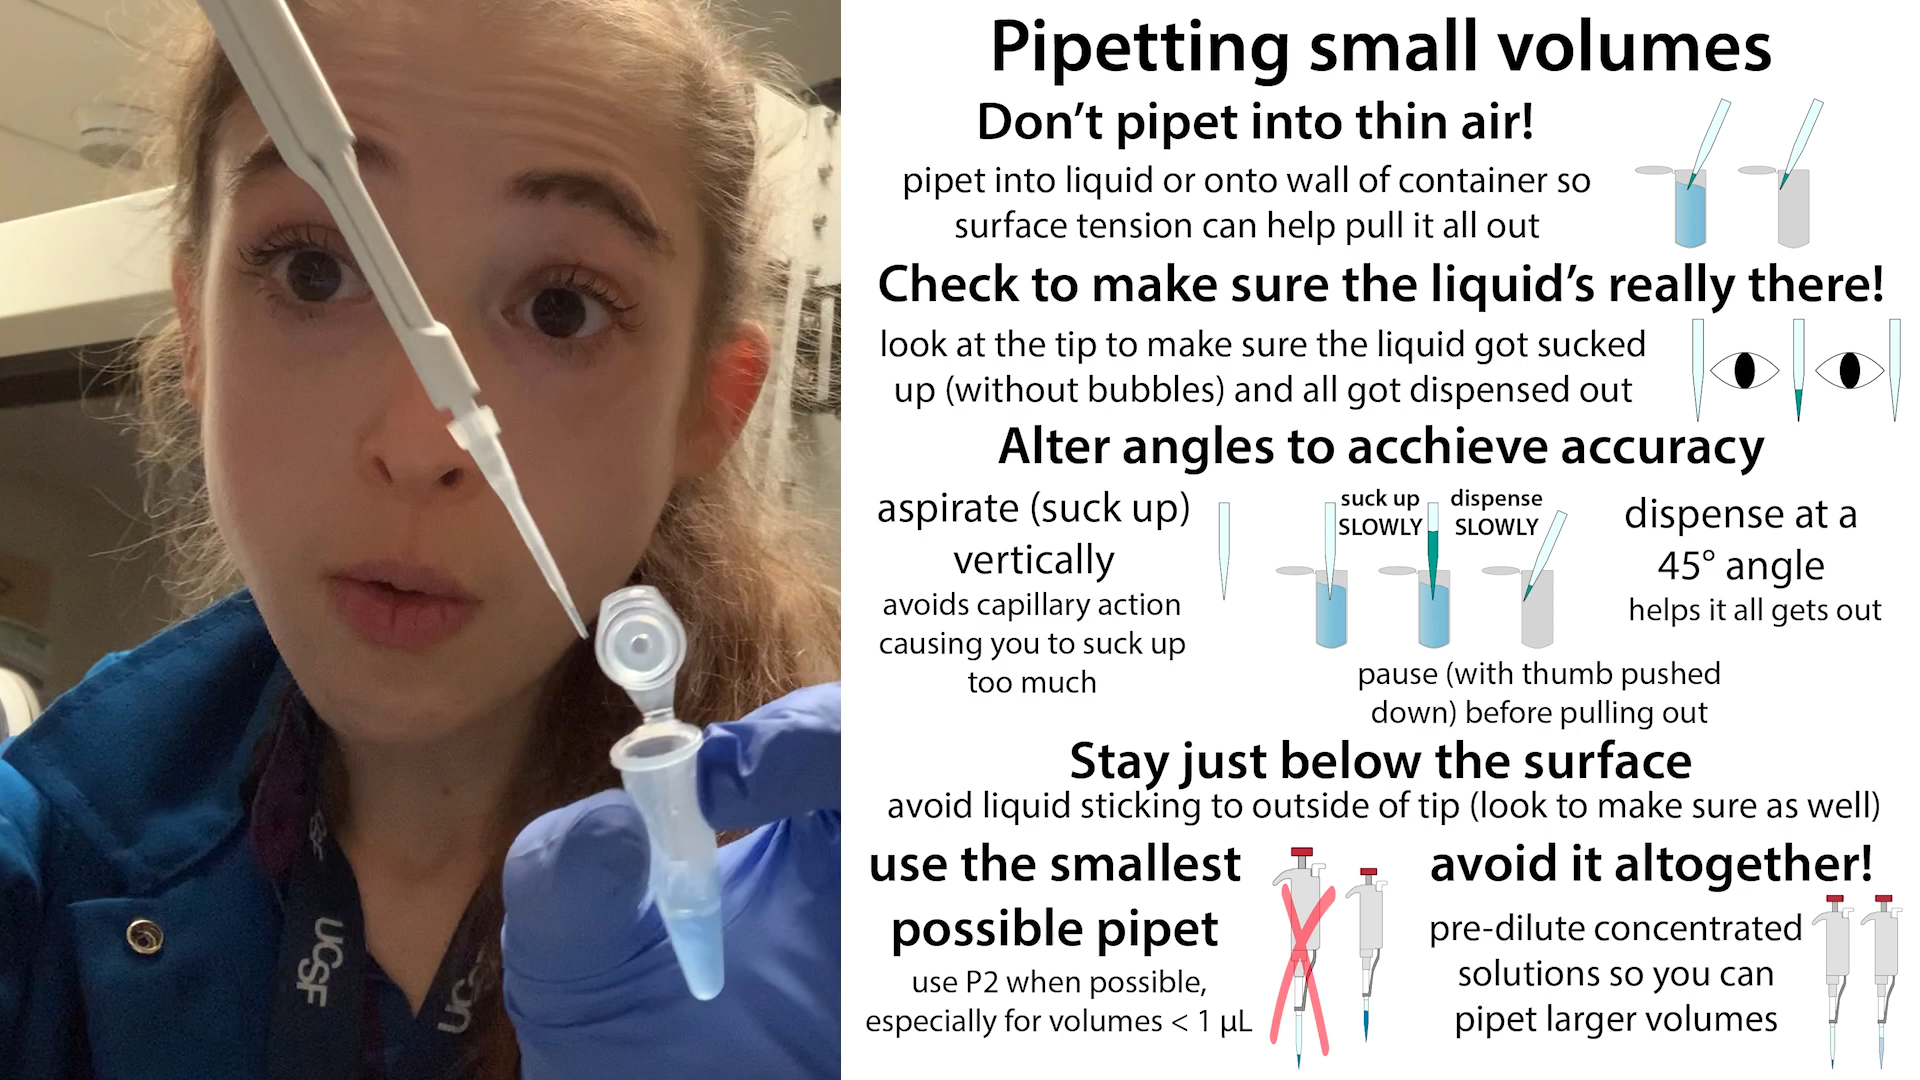 Pipetting small volumes
Don't pipet into thin air!
pipet into liquid or onto wall of container so
surface tension can help pull it all out
Check to make sure the liquid's really there!
look at the tip to make sure the liquid got sucked
up (without bubbles) and all got dispensed out
Alter angles to acchieve accuracy
aspirate (suck up)
vertically
avoids capillary action
causing you to suck up
too much
suck up
SLOWLY
dispense
SLOWLY
dispense at a
45° angle
helps it all gets out
pause (with thumb pushed
down) before pulling out
Stay just below the surface
avoid liquid sticking to outside of tip (look to make sure as well)
use the smallest
possible pipet
use P2 when possible,
especially for volumes < 1 µL
avoid it altogether!
pre-dilute concentrated
solutions so you can
pipet larger volumes
UCSF